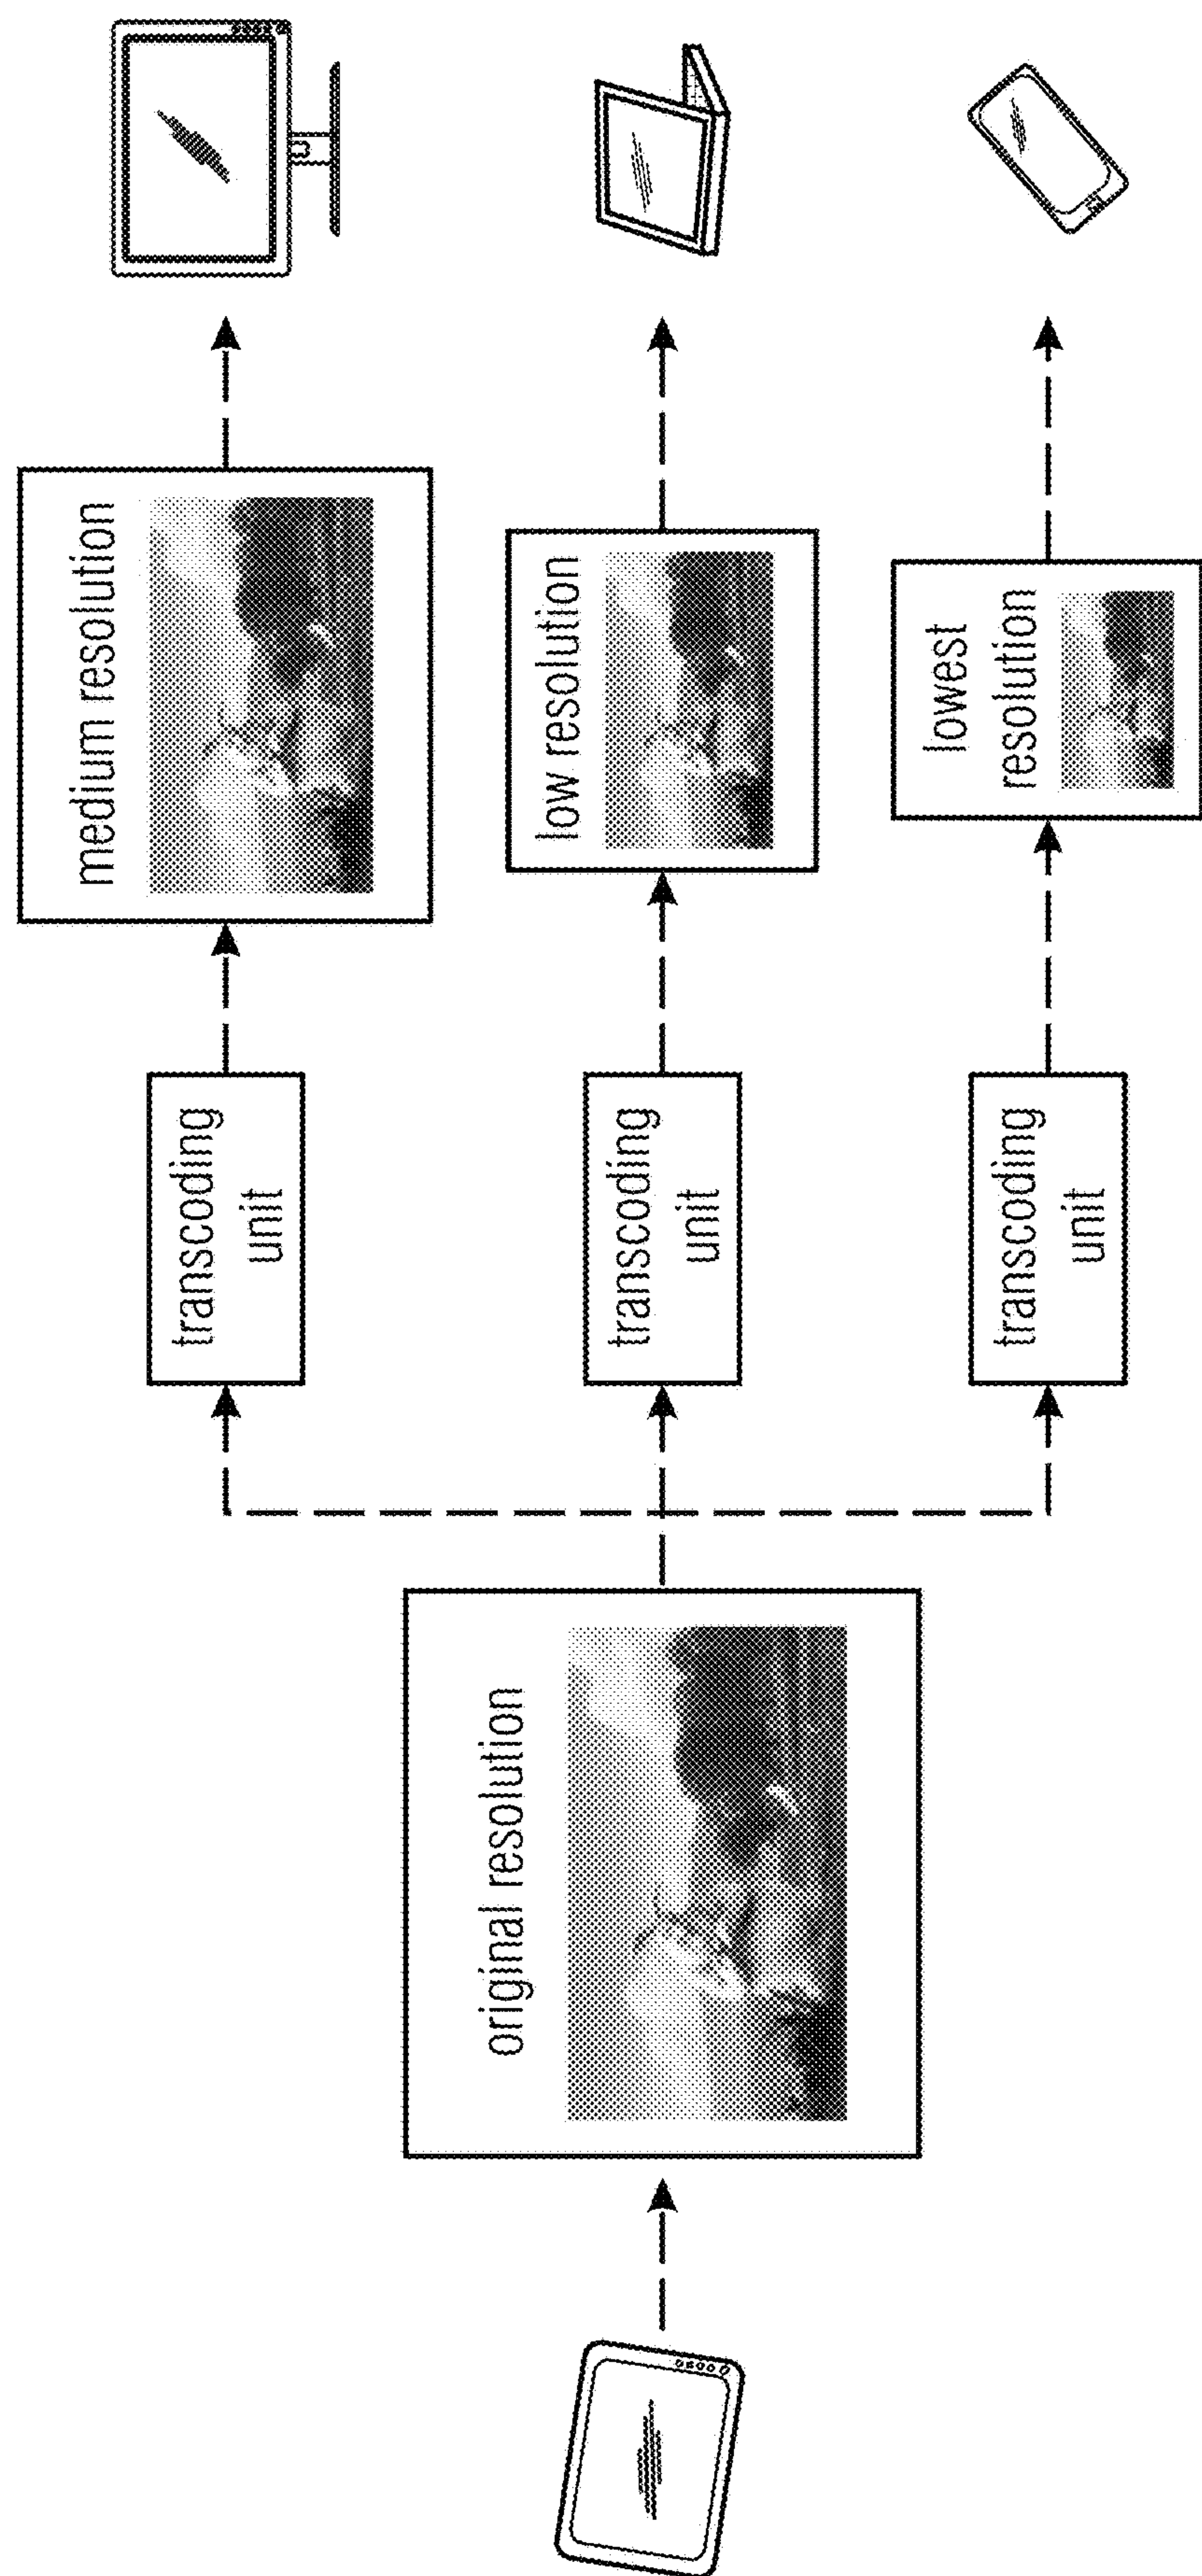 original resolution
transcoding
unit
medium resolution
transcoding
unit
low resolution
transcoding
unit
lowest
resolution